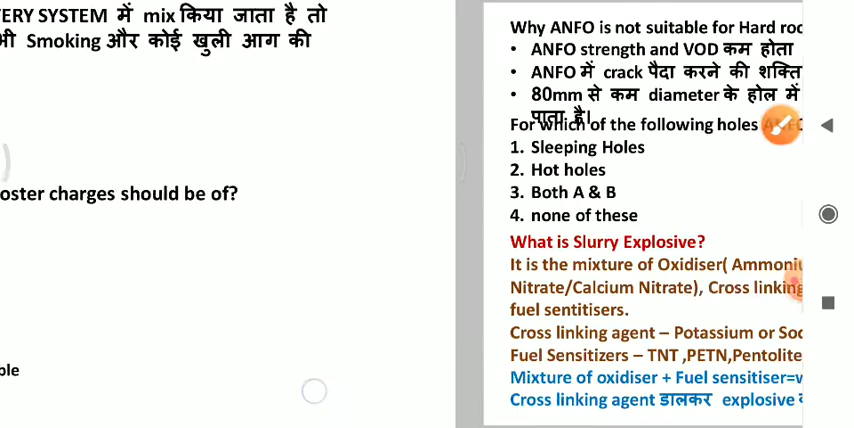 ERY SYSTEM में mix किया जाता है तो
भी Smoking और कोई खुली आग की
oster charges should be of?
ble
Why ANFO is not suitable for Hard roc
• ANFO strength and VOD कम होता
• ANFO में crack पैदा करने की शक्ति
• 80mm से कम diameter के होल में
पाता है।
For which of the following holes
1. Sleeping Holes
2. Hot holes
3. Both A & B
4. none of these
What is Slurry Explosive?
It is the mixture of Oxidiser( Ammoniu
Nitrate/Calcium Nitrate), Cross linking
fuel sentitisers.
Cross linking agent – Potassium or Sod
Fuel Sensitizers – TNT ,PETN,Pentolite
Mixture of oxidiser + Fuel sensitiser=w
Cross linking agent डालकर explosive